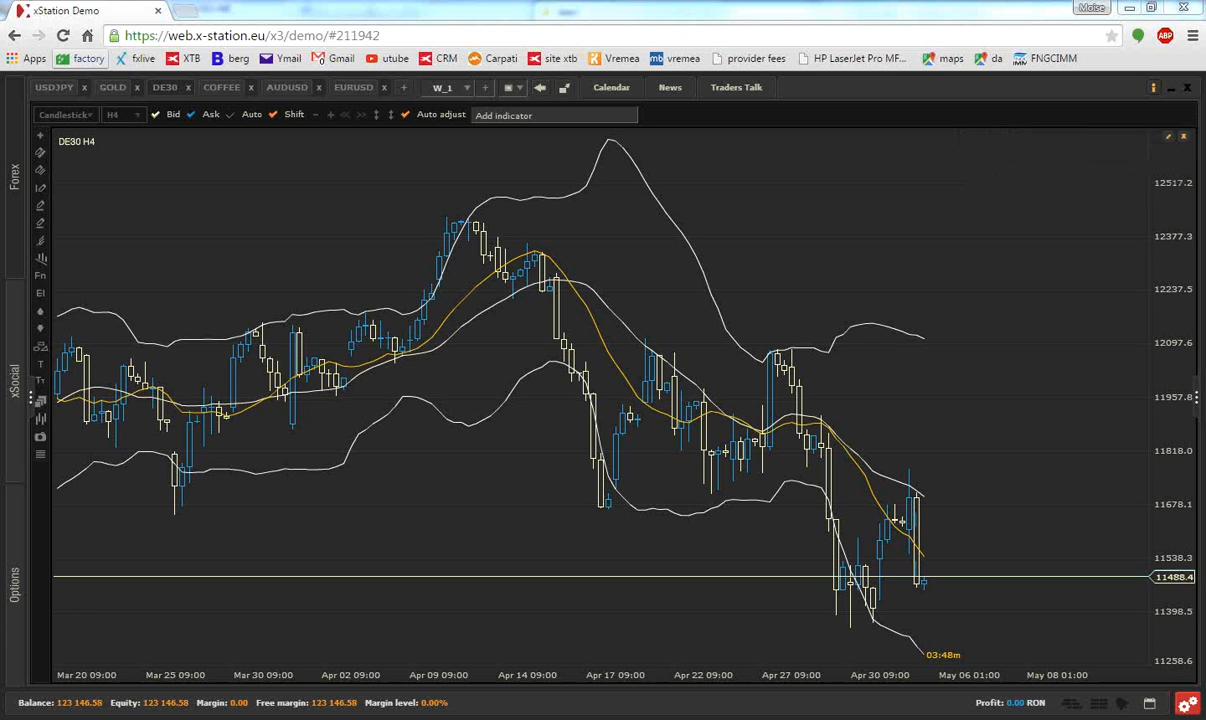 xStation Demo
Moise
https://web.x-station.eu/x3/demo/#211942
Apps factory fxlive XTB berg Ymail Gmail utube CRM Carpati site xtb Vremea vremea provider fees HP LaserJet Pro MF... maps da FNGCIMM
USDJPY GOLD DE30 COFFEE AUDUSD EURUSD W_1 Calendar News Traders Talk
Candlestick H4 Bid Ask Auto Shift Auto adjust Add indicator
DE30 H4
Forex
xSocial
Options
Fn
EI
T
TT
12517.2
12377.3
12237.5
12097.6
11957.8
11818.0
11678.1
11538.3
11488.4
11398.5
11258.6
03:48m
Mar 20 09:00 Mar 25 09:00 Mar 30 09:00 Apr 02 09:00 Apr 09 09:00 Apr 14 09:00 Apr 17 09:00 Apr 22 09:00 Apr 27 09:00 Apr 30 09:00 May 06 01:00 May 08 01:00
Balance: 123 146.58 Equity: 123 146.58 Margin: 0.00 Free margin: 123 146.58 Margin level: 0.00% Profit: 0.00 RON